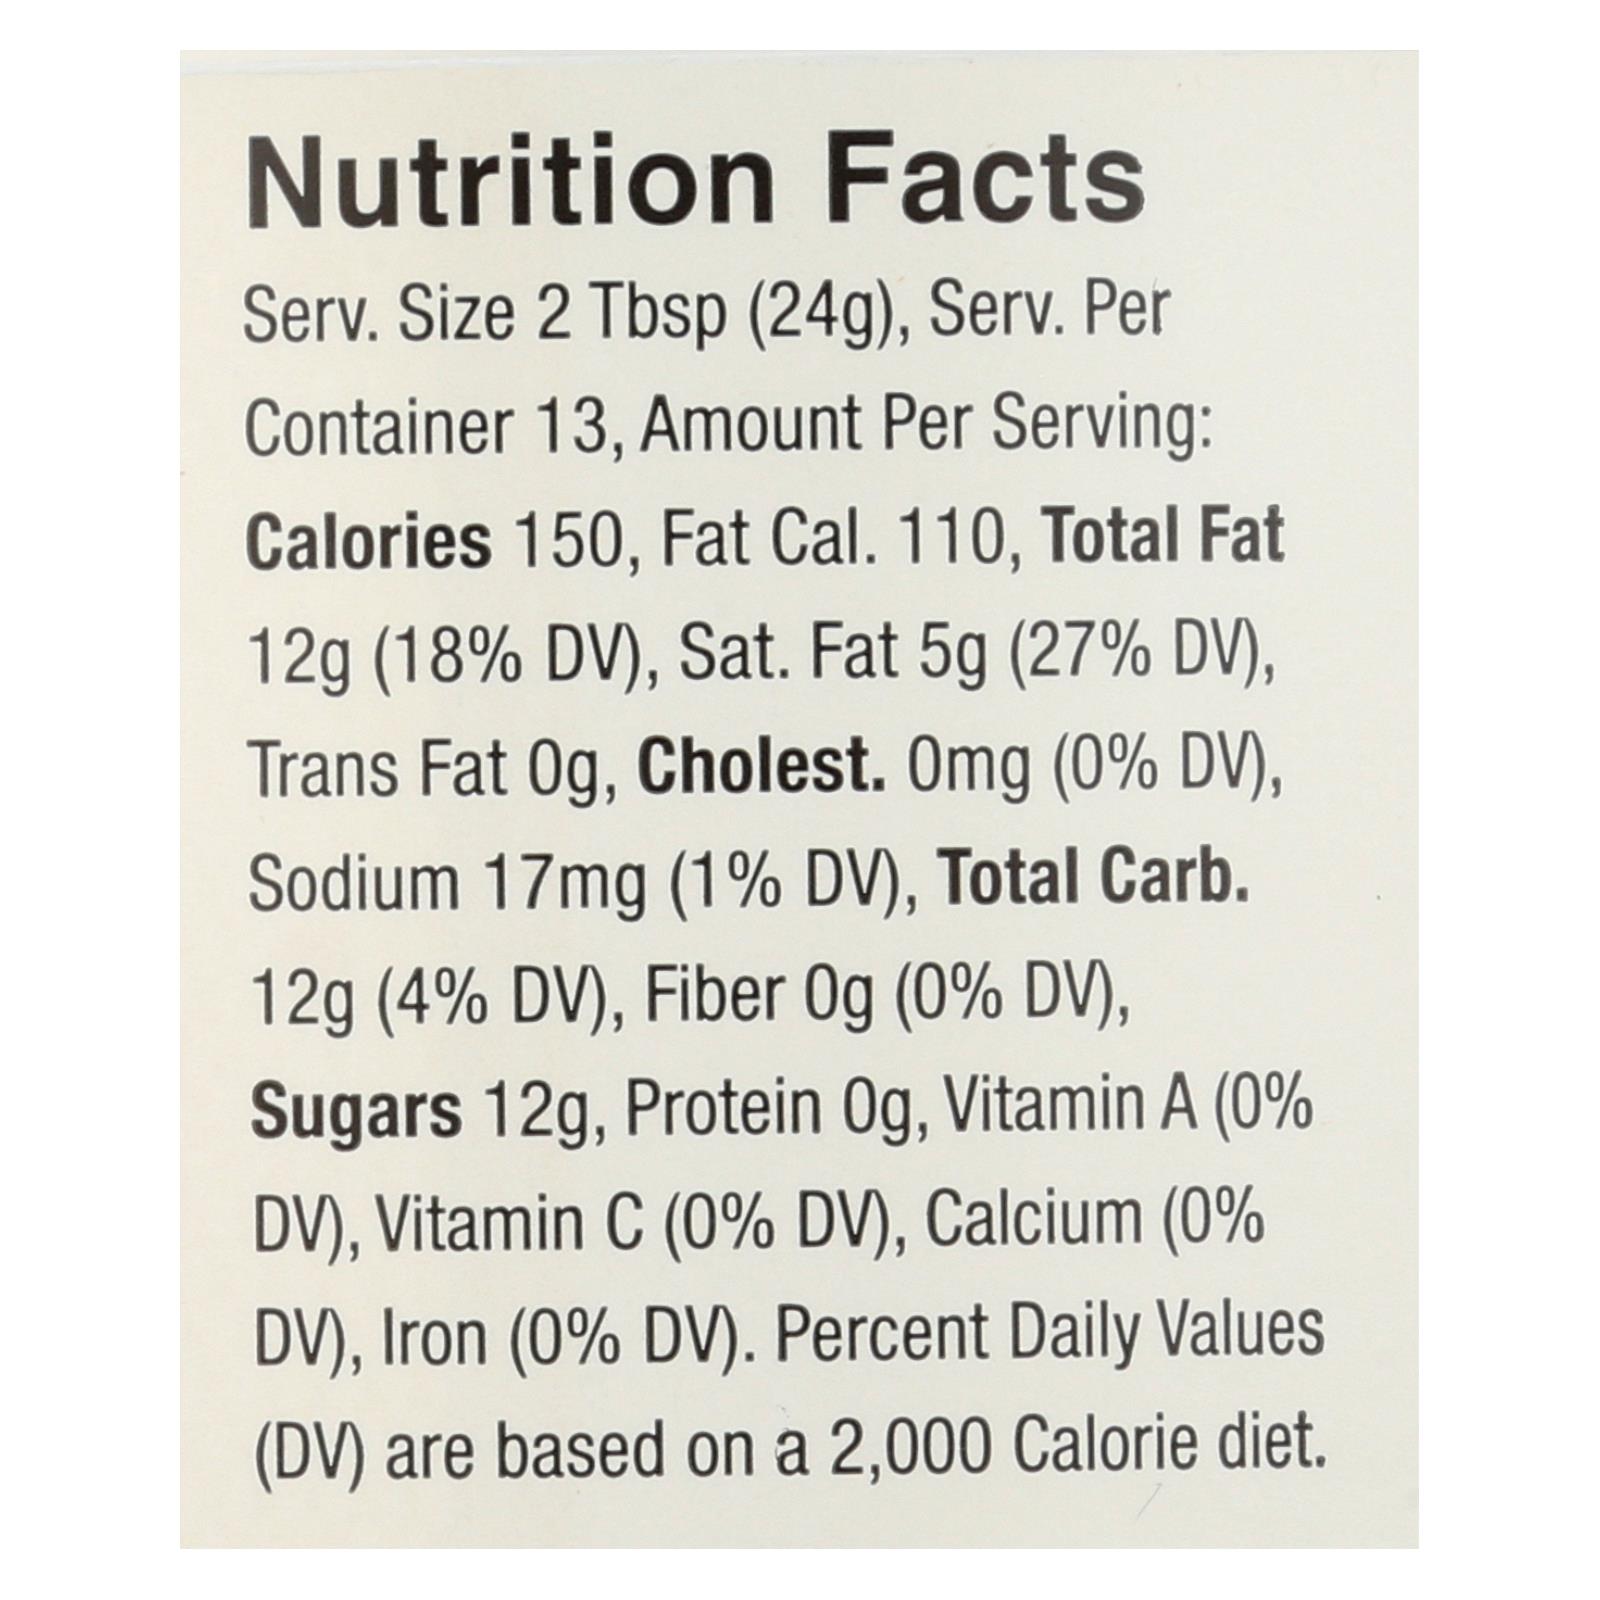 Nutrition Facts
Serv. Size 2 Tbsp (24g), Serv. Per
Container 13, Amount Per Serving:
Calories 150, Fat Cal. 110, Total Fat
12g (18% DV), Sat. Fat 5g (27% DV),
Trans Fat 0g, Cholest. 0mg (0% DV),
Sodium 17mg (1% DV), Total Carb.
12g (4% DV), Fiber 0g (0% DV),
Sugars 12g, Protein 0g, Vitamin A (0%
DV), Vitamin C (0% DV), Calcium (0%
DV), Iron (0% DV). Percent Daily Values
(DV) are based on a 2,000 Calorie diet.